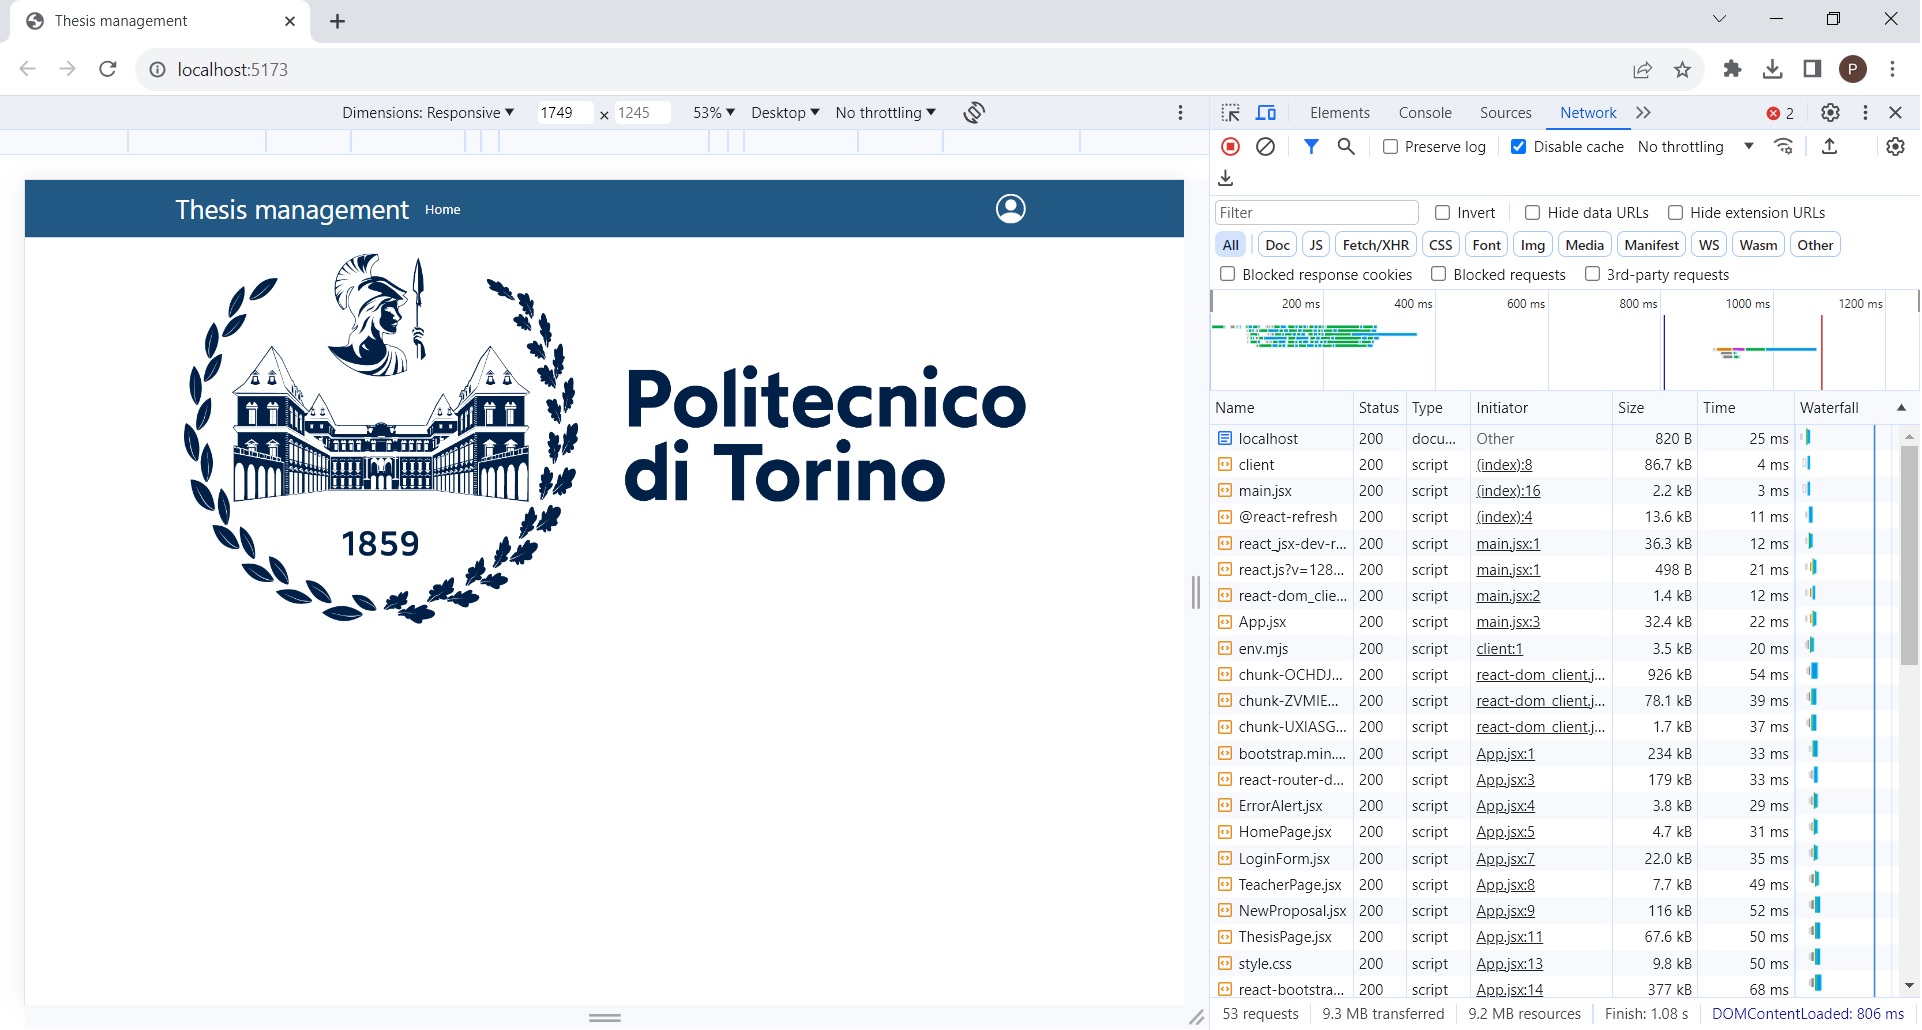 Thesis management
localhost:5173
P
Dimensions: Responsive 1749 × 1245 53% Desktop No throttling
Elements Console Sources Network 2
Preserve log Disable cache No throttling
Filter Invert Hide data URLs Hide extension URLs
All Doc JS Fetch/XHR CSS Font Img Media Manifest WS Wasm Other
Blocked response cookies Blocked requests 3rd-party requests
200 ms 400 ms 600 ms 800 ms 1000 ms 1200 ms
Name Status Type Initiator Size Time Waterfall
localhost 200 docu... Other 820 B 25 ms
client 200 script (index):8 86.7 kB 4 ms
main.jsx 200 script (index):16 2.2 kB 3 ms
@react-refresh 200 script (index):4 13.6 kB 11 ms
react_jsx-dev-r... 200 script main.jsx:1 36.3 kB 12 ms
react.js?v=128... 200 script main.jsx:1 498 B 21 ms
react-dom_clie... 200 script main.jsx:2 1.4 kB 12 ms
App.jsx 200 script main.jsx:3 32.4 kB 22 ms
env.mjs 200 script client:1 3.5 kB 20 ms
chunk-OCHDJ... 200 script react-dom_client.j... 926 kB 54 ms
chunk-ZVMIE... 200 script react-dom_client.j... 78.1 kB 39 ms
chunk-UXIASG... 200 script react-dom_client.j... 1.7 kB 37 ms
bootstrap.min.... 200 script App.jsx:1 234 kB 33 ms
react-router-d... 200 script App.jsx:3 179 kB 33 ms
ErrorAlert.jsx 200 script App.jsx:4 3.8 kB 29 ms
HomePage.jsx 200 script App.jsx:5 4.7 kB 31 ms
LoginForm.jsx 200 script App.jsx:7 22.0 kB 35 ms
TeacherPage.jsx 200 script App.jsx:8 7.7 kB 49 ms
NewProposal.jsx 200 script App.jsx:9 116 kB 52 ms
ThesisPage.jsx 200 script App.jsx:11 67.6 kB 50 ms
style.css 200 script App.jsx:13 9.8 kB 50 ms
react-bootstra... 200 script App.jsx:14 377 kB 68 ms
53 requests 9.3 MB transferred 9.2 MB resources Finish: 1.08 s DOMContentLoaded: 806 ms
Thesis management Home
Politecnico
di Torino
1859